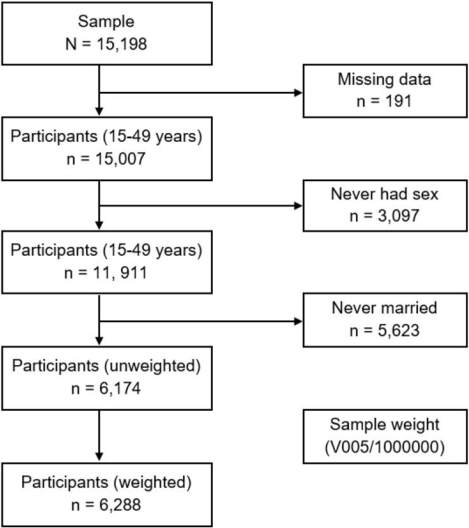 Sample
N = 15,198
Missing data
n = 191
Participants (15-49 years)
n = 15,007
Never had sex
n = 3,097
Participants (15-49 years)
n = 11, 911
Never married
n = 5,623
Participants (unweighted)
n = 6,174
Sample weight
(V005/1000000)
Participants (weighted)
n = 6,288